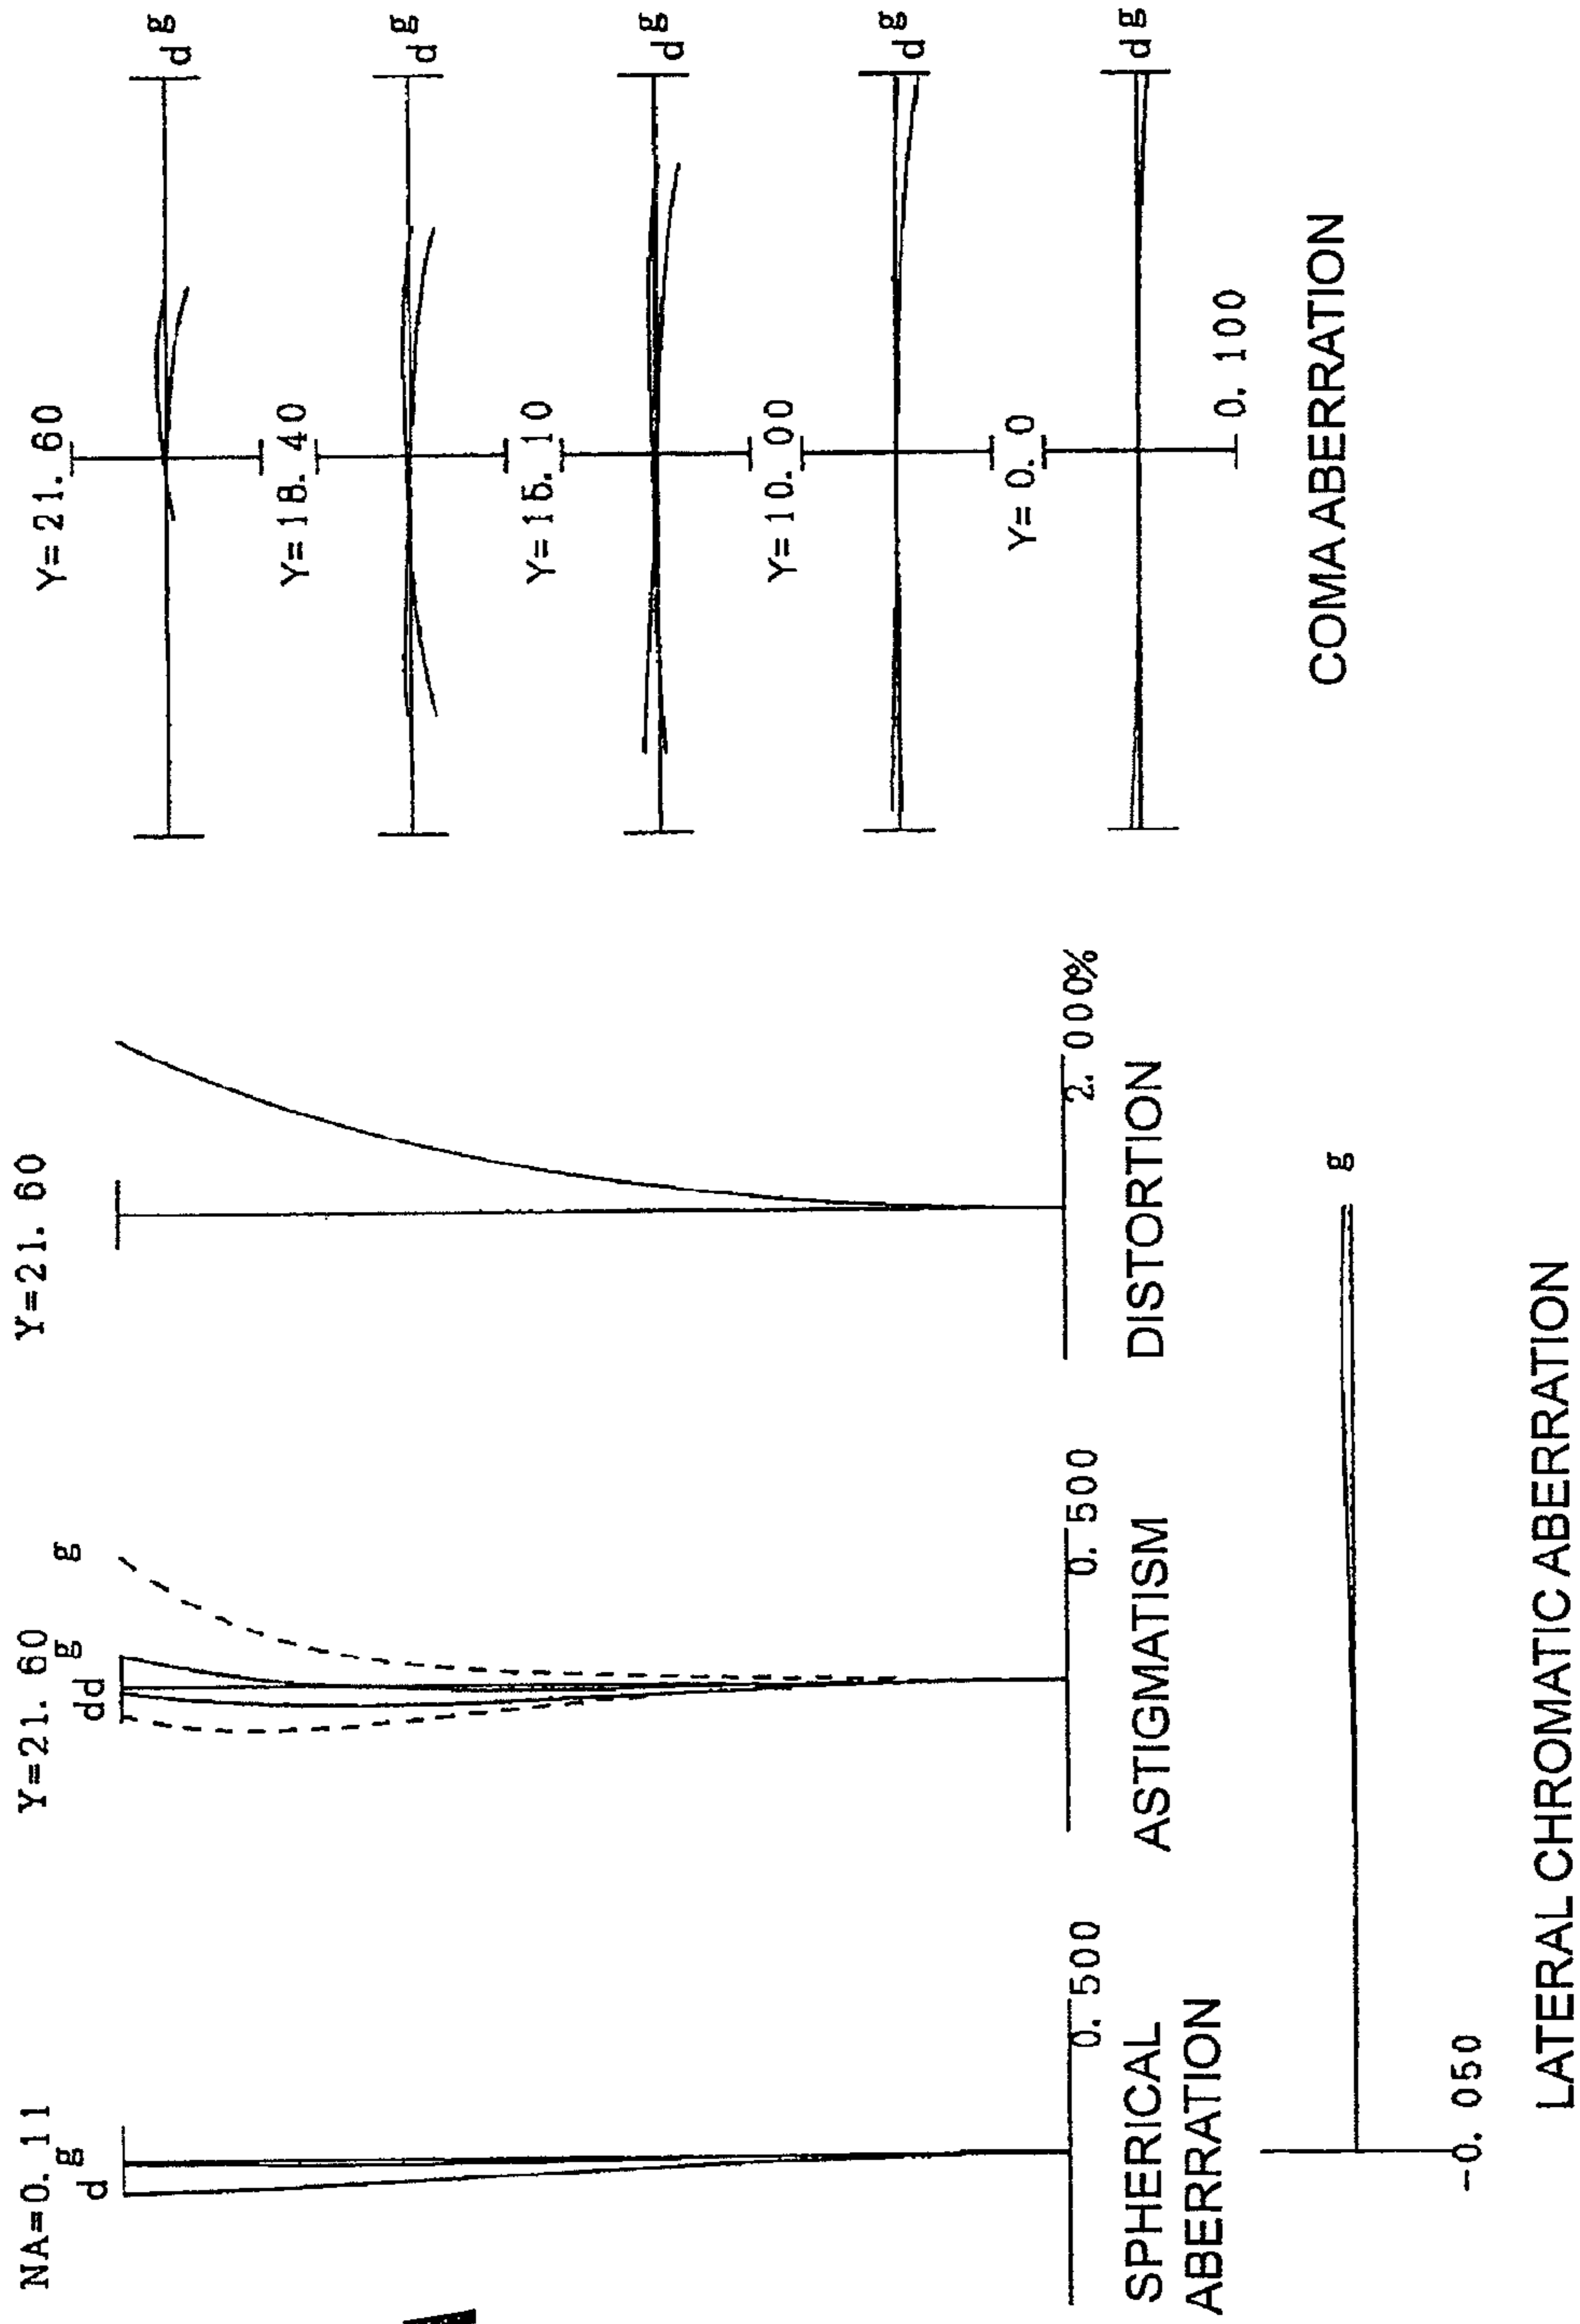 NA=0. 11
d g
0. 500
SPHERICAL
ABERRATION
Y=21. 60
dd g g
0. 500
ASTIGMATISM
Y=21. 60
2. 000%
DISTORTION
Y=21. 60
d g
Y=18. 40
d g
Y=15. 10
d g
Y=10. 00
d g
Y=0. 0
d g
0. 100
COMA ABERRATION
g
-0. 050
LATERAL CHROMATIC ABERRATION